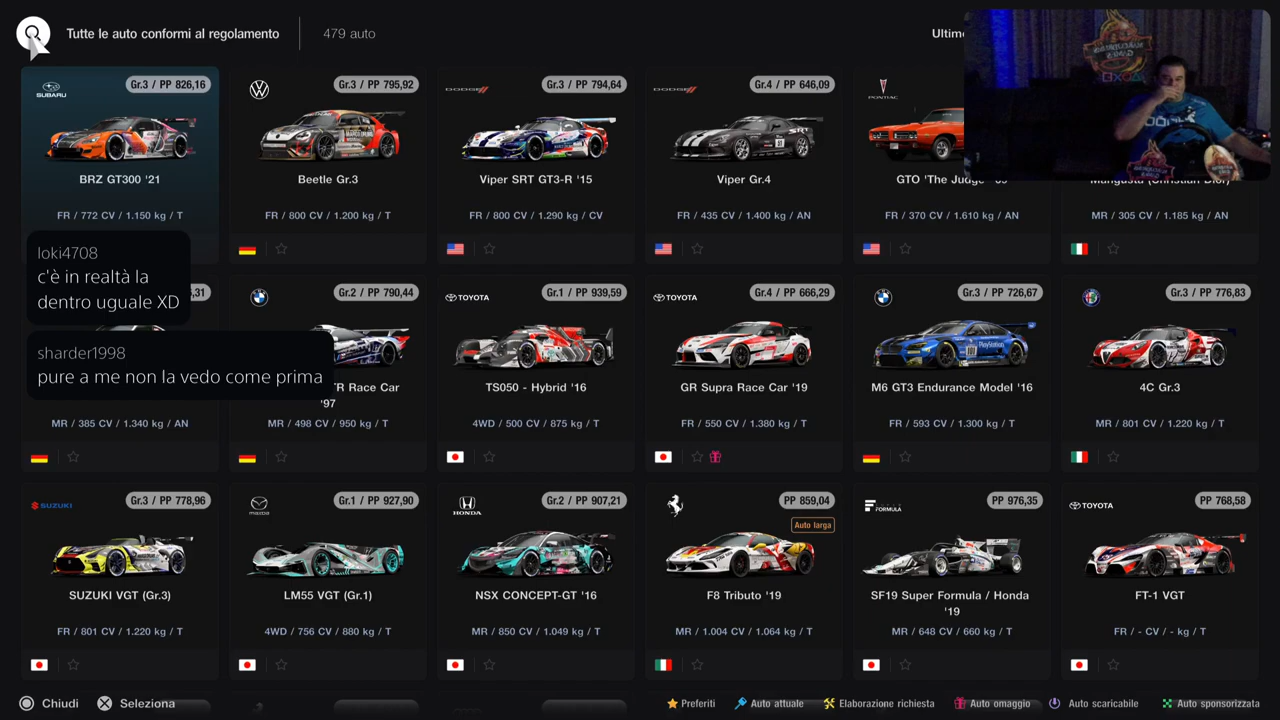 Tutte le auto conformi al regolamento
479 auto
Ultime
SUBARU
Gr.3 / PP 826,16
BRZ GT300 '21
FR / 772 CV / 1.150 kg / T
Gr.3 / PP 795,92
Beetle Gr.3
FR / 800 CV / 1.200 kg / T
DODGE
Gr.3 / PP 794,64
Viper SRT GT3-R '15
FR / 800 CV / 1.290 kg / CV
DODGE
Gr.4 / PP 646,09
Viper Gr.4
FR / 435 CV / 1.400 kg / AN
PONTIAC
GTO 'The Judge'
FR / 370 CV / 1.610 kg / AN
Mangusta (Christian Dior)
MR / 305 CV / 1.185 kg / AN
loki4708
c'è in realtà la
dentro uguale XD
sharder1998
pure a me non la vedo come prima
,31
MR / 385 CV / 1.340 kg / AN
Gr.2 / PP 790,44
Race Car
'97
MR / 498 CV / 950 kg / T
TOYOTA
Gr.1 / PP 939,59
TS050 - Hybrid '16
4WD / 500 CV / 875 kg / T
TOYOTA
Gr.4 / PP 666,29
GR Supra Race Car '19
FR / 550 CV / 1.380 kg / T
Gr.3 / PP 726,67
M6 GT3 Endurance Model '16
FR / 593 CV / 1.300 kg / T
Gr.3 / PP 776,83
4C Gr.3
MR / 801 CV / 1.220 kg / T
SUZUKI
Gr.3 / PP 778,96
SUZUKI VGT (Gr.3)
FR / 801 CV / 1.220 kg / T
mazda
Gr.1 / PP 927,90
LM55 VGT (Gr.1)
4WD / 756 CV / 880 kg / T
HONDA
Gr.2 / PP 907,21
NSX CONCEPT-GT '16
MR / 850 CV / 1.049 kg / T
PP 859,04
Auto larga
F8 Tributo '19
MR / 1.004 CV / 1.064 kg / T
FORMULA
PP 976,35
SF19 Super Formula / Honda
'19
MR / 648 CV / 660 kg / T
TOYOTA
PP 768,58
FT-1 VGT
FR / - CV / - kg / T
Chiudi
Seleziona
Preferiti
Auto attuale
Elaborazione richiesta
Auto omaggio
Auto scaricabile
Auto sponsorizzata